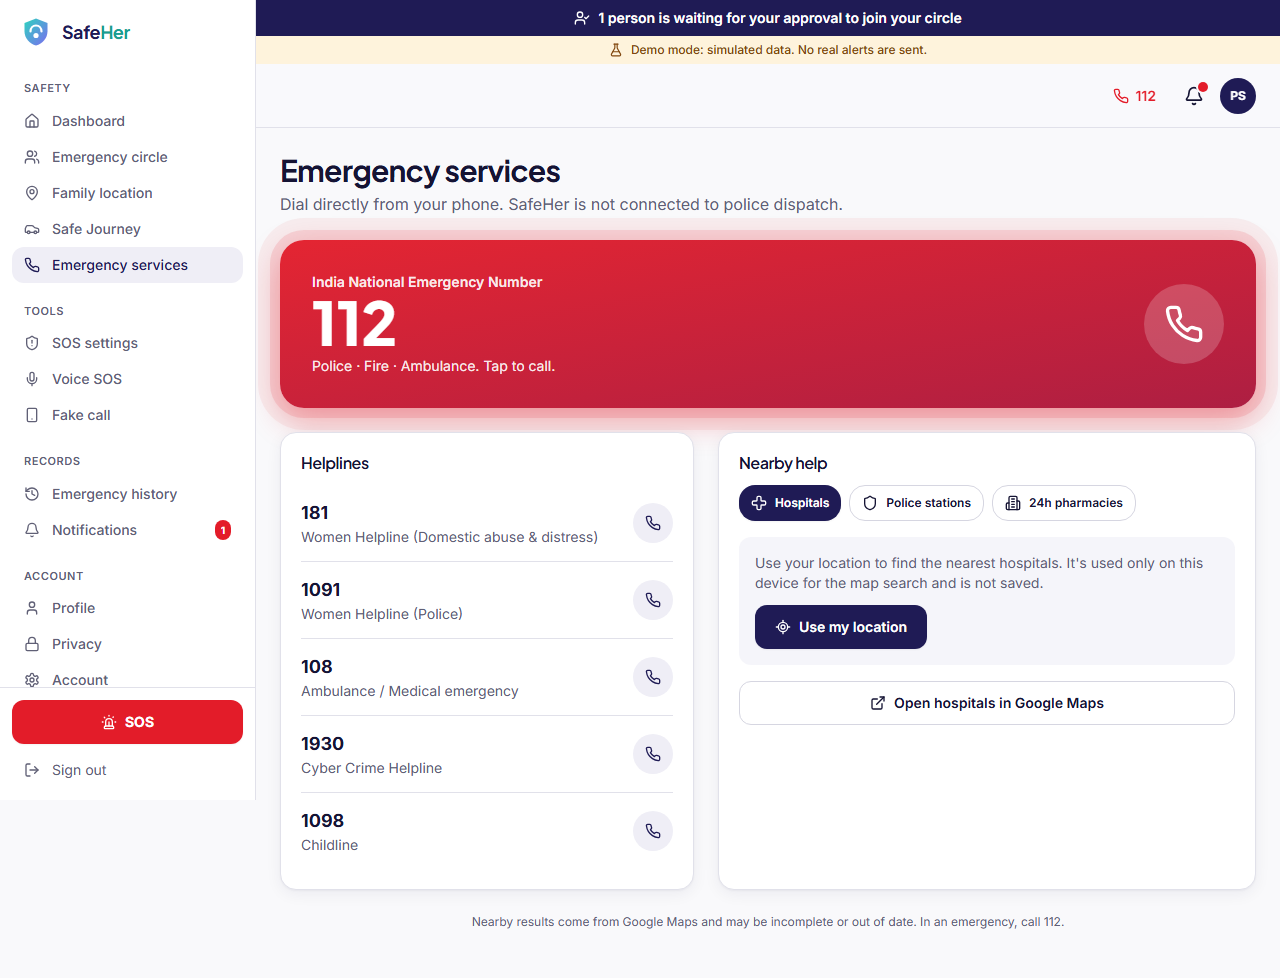 SafeHer
SAFETY
Dashboard
Emergency circle
Family location
Safe Journey
Emergency services
TOOLS
SOS settings
Voice SOS
Fake call
RECORDS
Emergency history
Notifications
1
ACCOUNT
Profile
Privacy
Account
SOS
Sign out
1 person is waiting for your approval to join your circle
Demo mode: simulated data. No real alerts are sent.
112
PS
Emergency services
Dial directly from your phone. SafeHer is not connected to police dispatch.
India National Emergency Number
112
Police · Fire · Ambulance. Tap to call.
Helplines
181
Women Helpline (Domestic abuse & distress)
1091
Women Helpline (Police)
108
Ambulance / Medical emergency
1930
Cyber Crime Helpline
1098
Childline
Nearby help
Hospitals
Police stations
24h pharmacies
Use your location to find the nearest hospitals. It's used only on this
device for the map search and is not saved.
Use my location
Open hospitals in Google Maps
Nearby results come from Google Maps and may be incomplete or out of date. In an emergency, call 112.